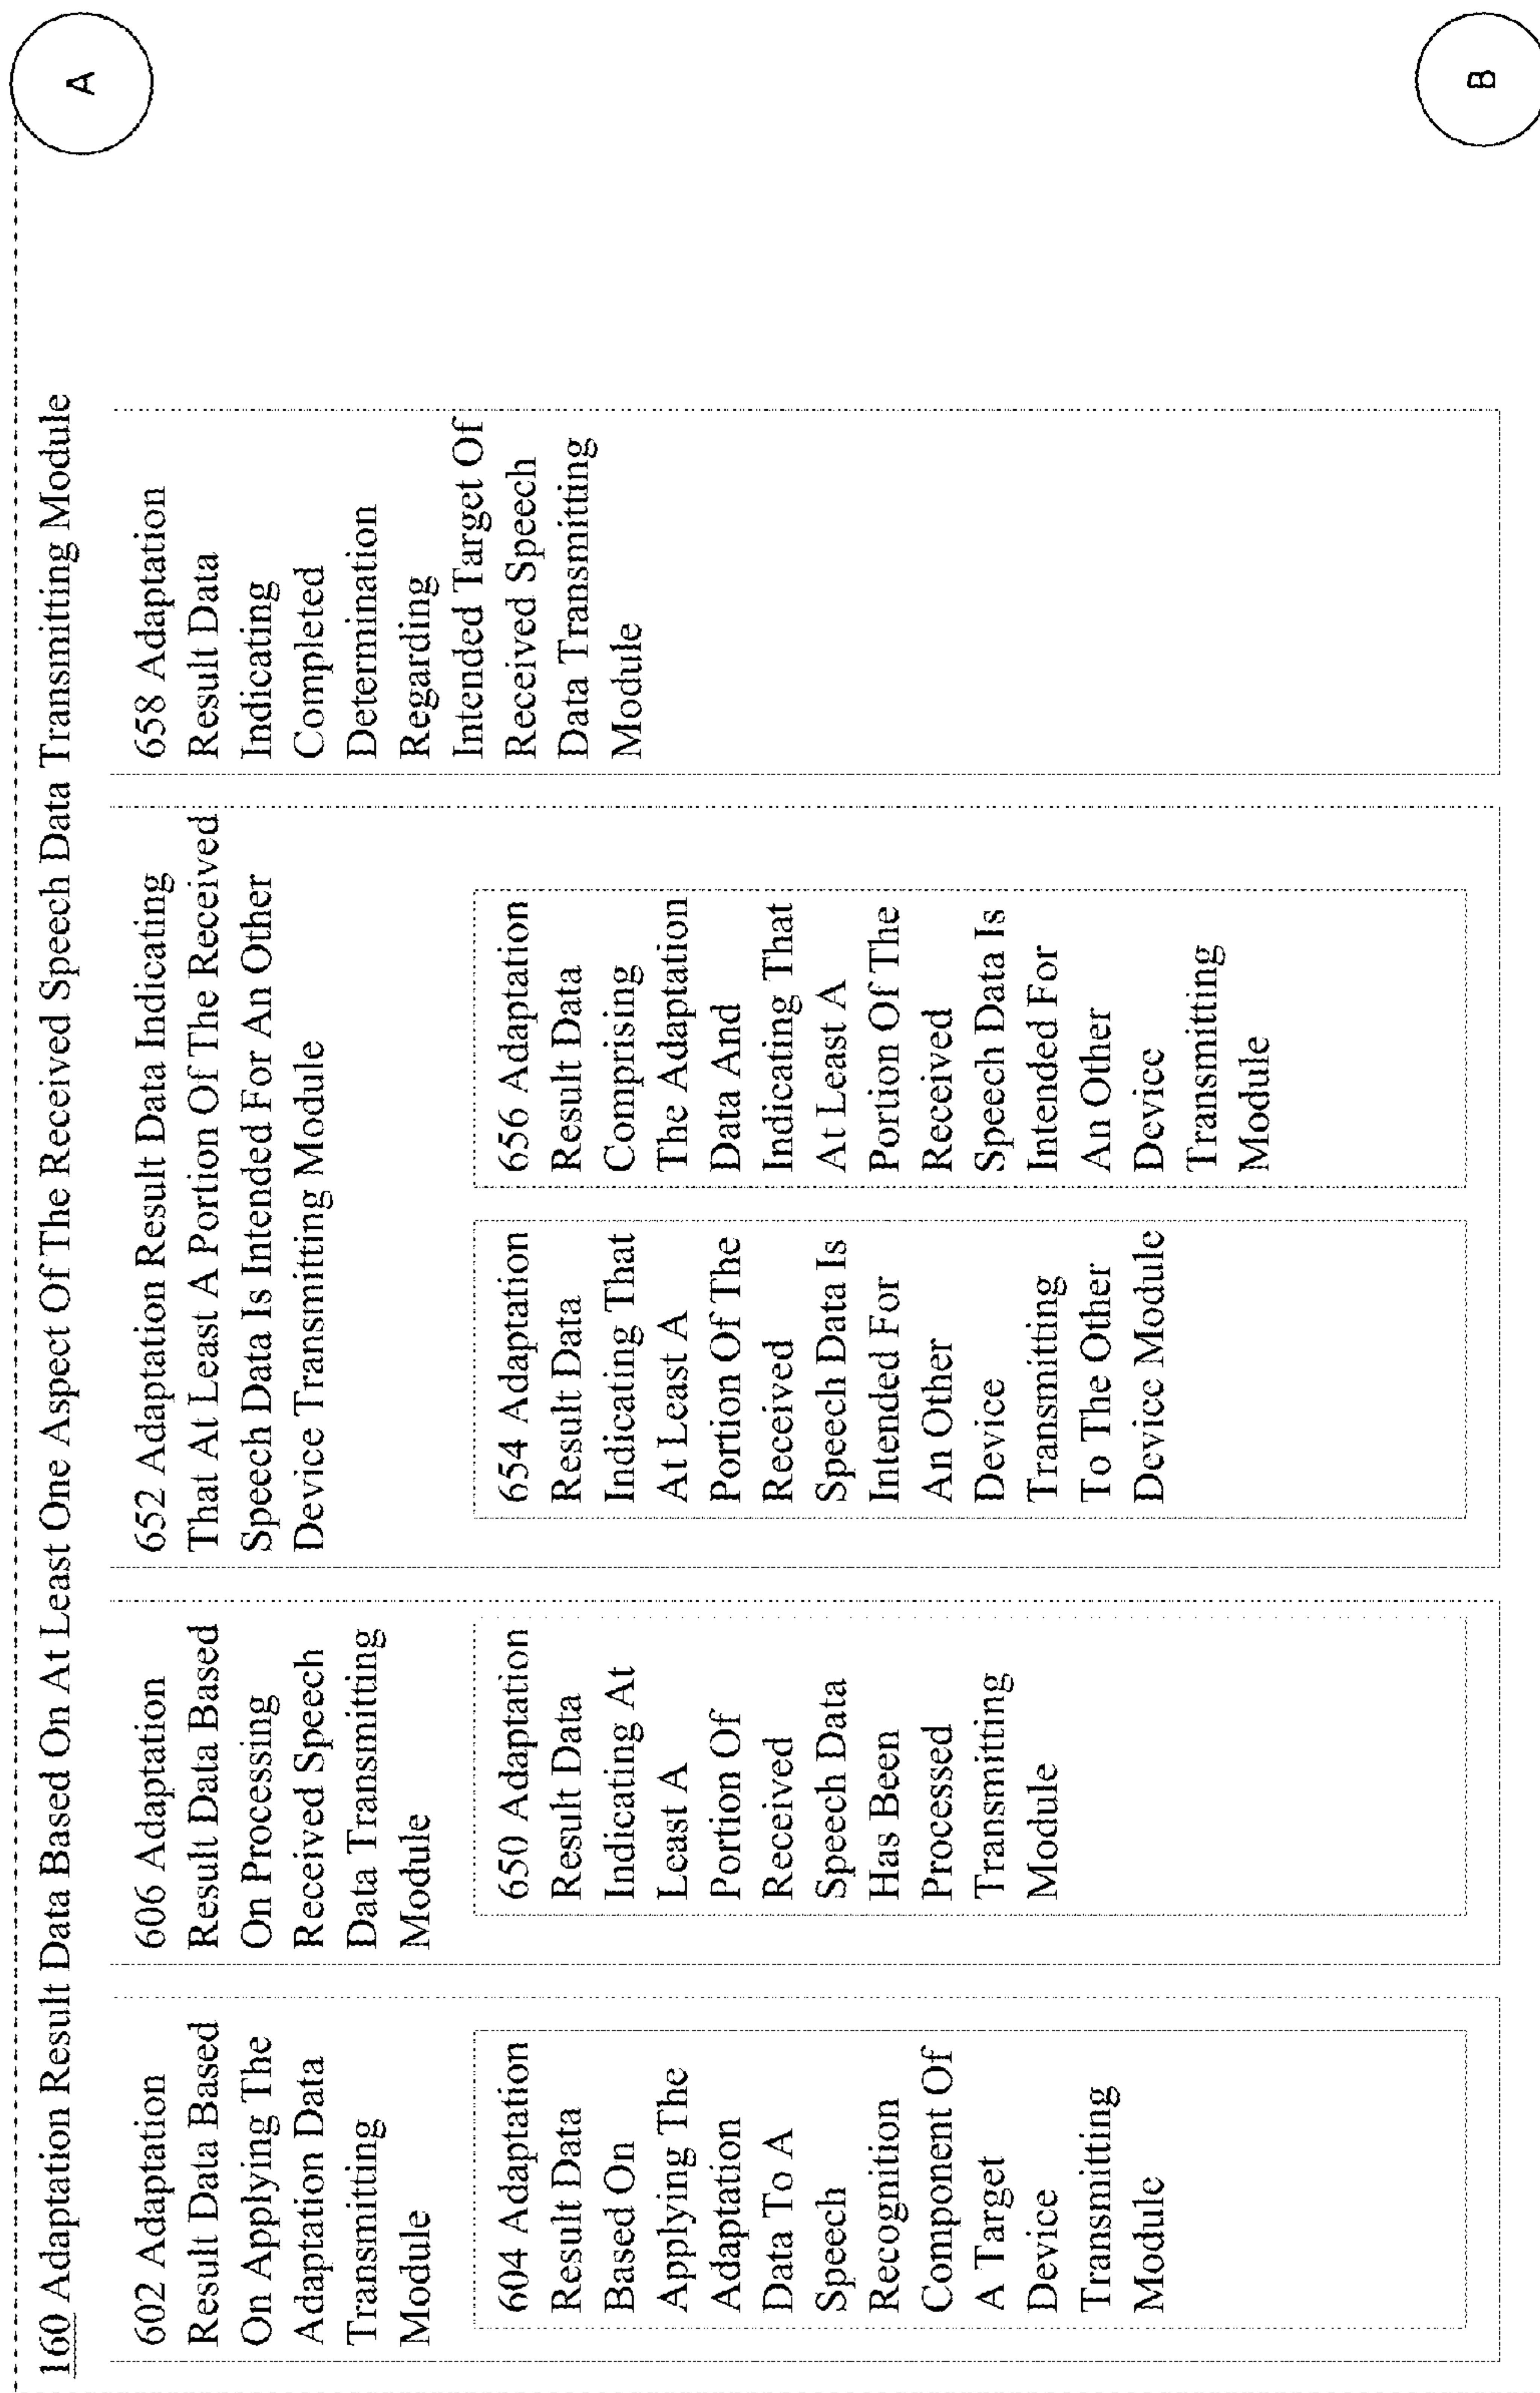 160 Adaptation Result Data Based On At Least One Aspect Of The Received Speech Data Transmitting Module
602 Adaptation
Result Data Based
On Applying The
Adaptation Data
Transmitting
Module
604 Adaptation
Result Data
Based On
Applying The
Adaptation
Data To A
Speech
Recognition
Component Of
A Target
Device
Transmitting
Module
606 Adaptation
Result Data Based
On Processing
Received Speech
Data Transmitting
Module
650 Adaptation
Result Data
Indicating At
Least A
Portion Of
Received
Speech Data
Has Been
Processed
Transmitting
Module
652 Adaptation Result Data Indicating
That At Least A Portion Of The Received
Speech Data Is Intended For An Other
Device Transmitting Module
654 Adaptation
Result Data
Indicating That
At Least A
Portion Of The
Received
Speech Data Is
Intended For
An Other
Device
Transmitting
To The Other
Device Module
656 Adaptation
Result Data
Comprising
The Adaptation
Data And
Indicating That
At Least A
Portion Of The
Received
Speech Data Is
Intended For
An Other
Device
Transmitting
Module
658 Adaptation
Result Data
Indicating
Completed
Determination
Regarding
Intended Target Of
Received Speech
Data Transmitting
Module
A
B